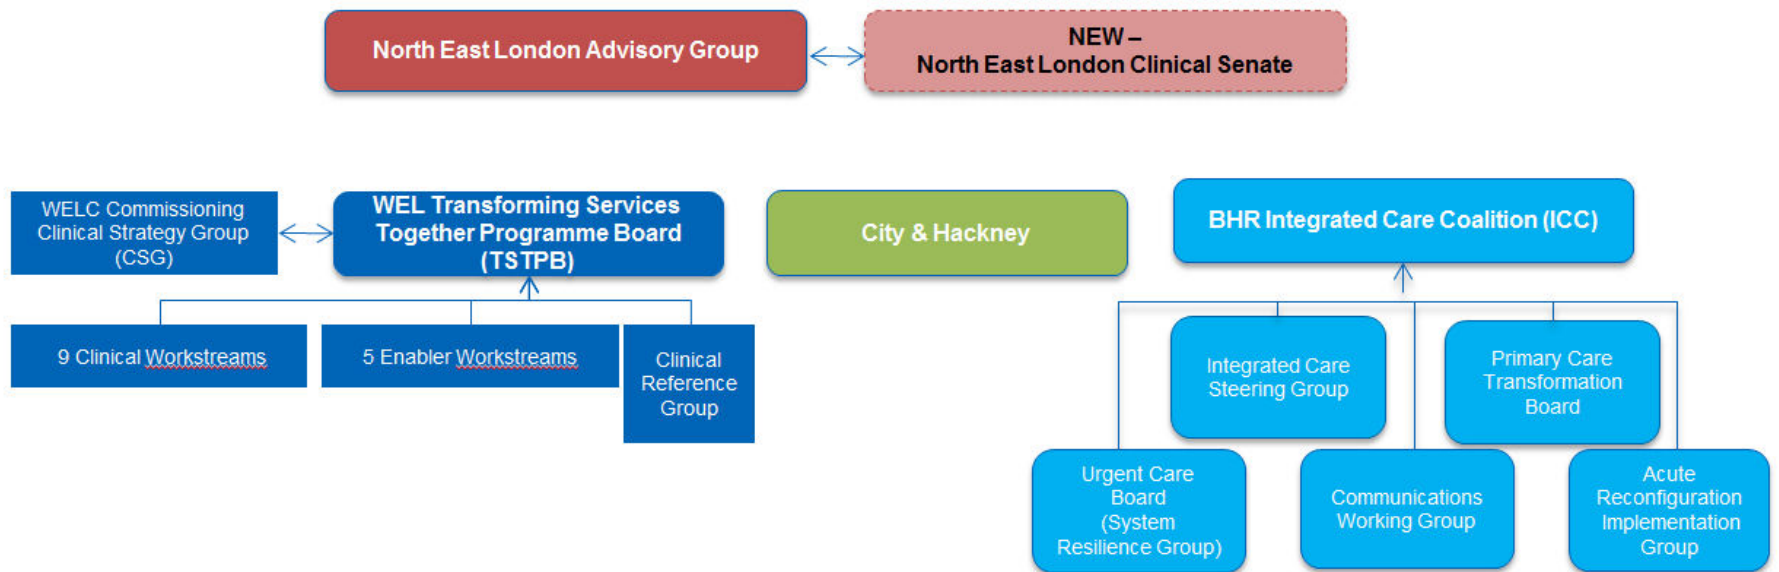 North East London Advisory Group
NEW –
North East London Clinical Senate
WELC Commissioning
Clinical Strategy Group
(CSG)
WEL Transforming Services
Together Programme Board
(TSTPB)
City & Hackney
BHR Integrated Care Coalition (ICC)
9 Clinical Workstreams
5 Enabler Workstreams
Clinical
Reference
Group
Integrated Care
Steering Group
Primary Care
Transformation
Board
Urgent Care
Board
(System
Resilience Group)
Communications
Working Group
Acute
Reconfiguration
Implementation
Group